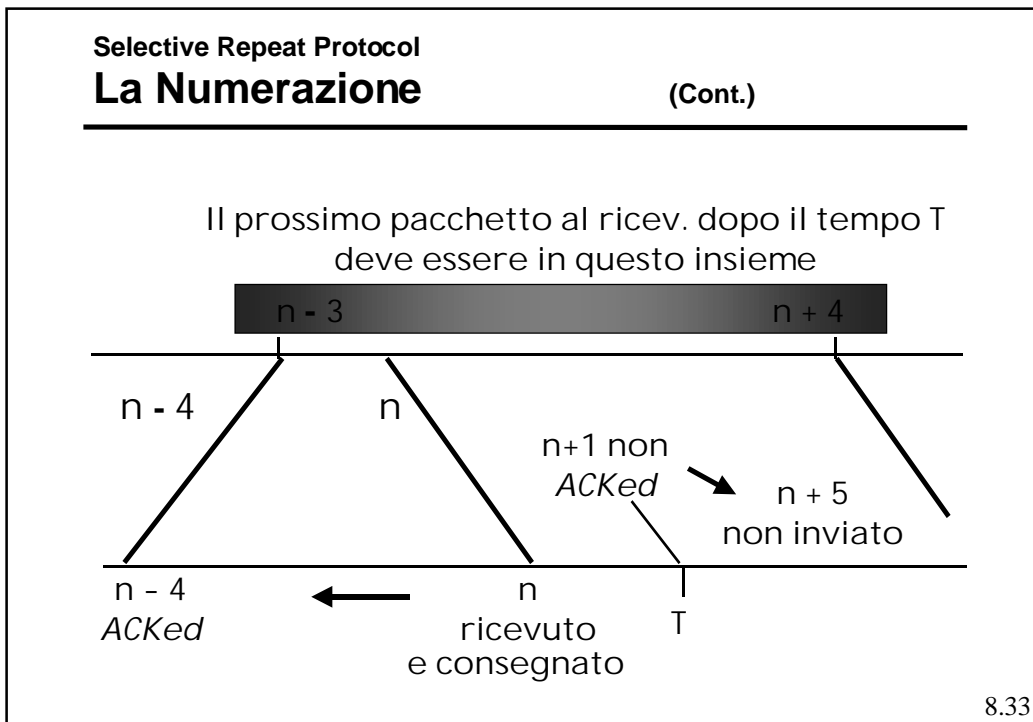 Selective Repeat Protocol
La Numerazione (Cont.)
Il prossimo pacchetto al ricev. dopo il tempo T
deve essere in questo insieme
n - 3 n + 4
n - 4 n
n+1 non
ACKed
n + 5
non inviato
n - 4
ACKed
n
ricevuto
e consegnato
T
8.33